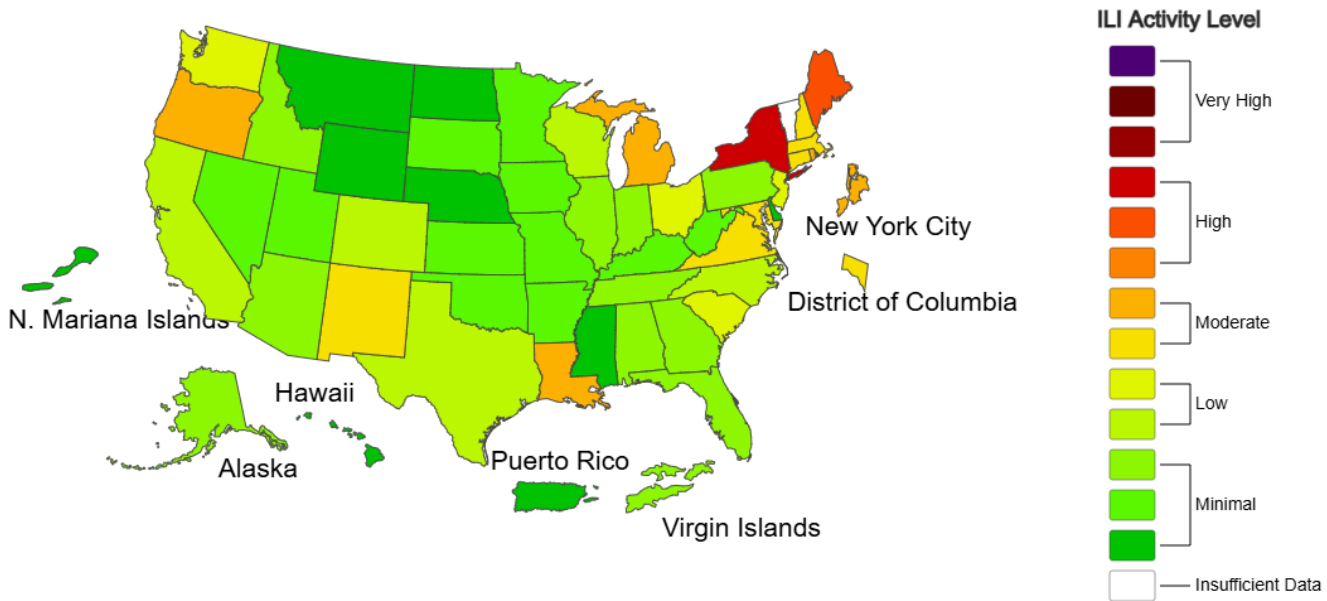 ILI Activity Level
Very High
High
Moderate
Low
Minimal
Insufficient Data
New York City
District of Columbia
N. Mariana Islands
Hawaii
Alaska
Puerto Rico
Virgin Islands